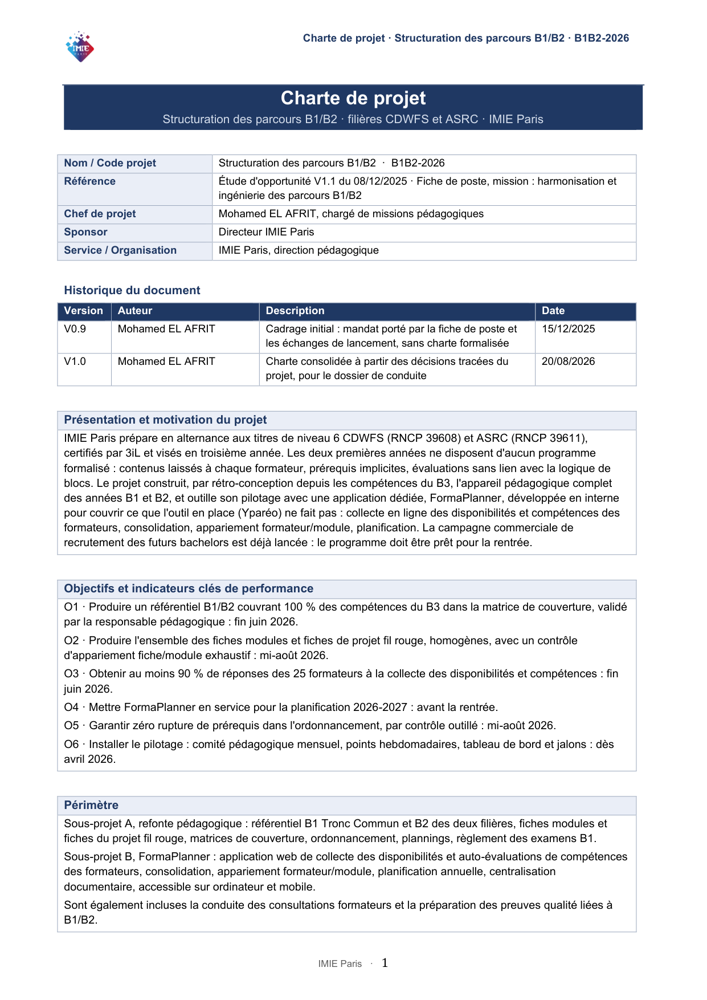 IMIE
PARIS
Charte de projet · Structuration des parcours B1/B2 · B1B2-2026
Charte de projet
Structuration des parcours B1/B2 · filières CDWFS et ASRC · IMIE Paris
Nom / Code projet
Structuration des parcours B1/B2 · B1B2-2026
Référence
Étude d'opportunité V1.1 du 08/12/2025 · Fiche de poste, mission : harmonisation et
ingénierie des parcours B1/B2
Chef de projet
Mohamed EL AFRIT, chargé de missions pédagogiques
Sponsor
Directeur IMIE Paris
Service / Organisation
IMIE Paris, direction pédagogique
Historique du document
Version Auteur Description Date
V0.9 Mohamed EL AFRIT Cadrage initial : mandat porté par la fiche de poste et 15/12/2025
les échanges de lancement, sans charte formalisée
V1.0 Mohamed EL AFRIT Charte consolidée à partir des décisions tracées du 20/08/2026
projet, pour le dossier de conduite
Présentation et motivation du projet
IMIE Paris prépare en alternance aux titres de niveau 6 CDWFS (RNCP 39608) et ASRC (RNCP 39611),
certifiés par 3iL et visés en troisième année. Les deux premières années ne disposent d'aucun programme
formalisé : contenus laissés à chaque formateur, prérequis implicites, évaluations sans lien avec la logique de
blocs. Le projet construit, par rétro-conception depuis les compétences du B3, l'appareil pédagogique complet
des années B1 et B2, et outille son pilotage avec une application dédiée, FormaPlanner, développée en interne
pour couvrir ce que l'outil en place (Yparéo) ne fait pas : collecte en ligne des disponibilités et compétences des
formateurs, consolidation, appariement formateur/module, planification. La campagne commerciale de
recrutement des futurs bachelors est déjà lancée : le programme doit être prêt pour la rentrée.
Objectifs et indicateurs clés de performance
O1 · Produire un référentiel B1/B2 couvrant 100 % des compétences du B3 dans la matrice de couverture, validé
par la responsable pédagogique : fin juin 2026.
O2 · Produire l'ensemble des fiches modules et fiches de projet fil rouge, homogènes, avec un contrôle
d'appariement fiche/module exhaustif : mi-août 2026.
O3 · Obtenir au moins 90 % de réponses des 25 formateurs à la collecte des disponibilités et compétences : fin
juin 2026.
O4 · Mettre FormaPlanner en service pour la planification 2026-2027 : avant la rentrée.
O5 · Garantir zéro rupture de prérequis dans l'ordonnancement, par contrôle outillé : mi-août 2026.
O6 · Installer le pilotage : comité pédagogique mensuel, points hebdomadaires, tableau de bord et jalons : dès
avril 2026.
Périmètre
Sous-projet A, refonte pédagogique : référentiel B1 Tronc Commun et B2 des deux filières, fiches modules et
fiches du projet fil rouge, matrices de couverture, ordonnancement, plannings, règlement des examens B1.
Sous-projet B, FormaPlanner : application web de collecte des disponibilités et auto-évaluations de compétences
des formateurs, consolidation, appariement formateur/module, planification annuelle, centralisation
documentaire, accessible sur ordinateur et mobile.
Sont également incluses la conduite des consultations formateurs et la préparation des preuves qualité liées à
B1/B2.
IMIE Paris · 1